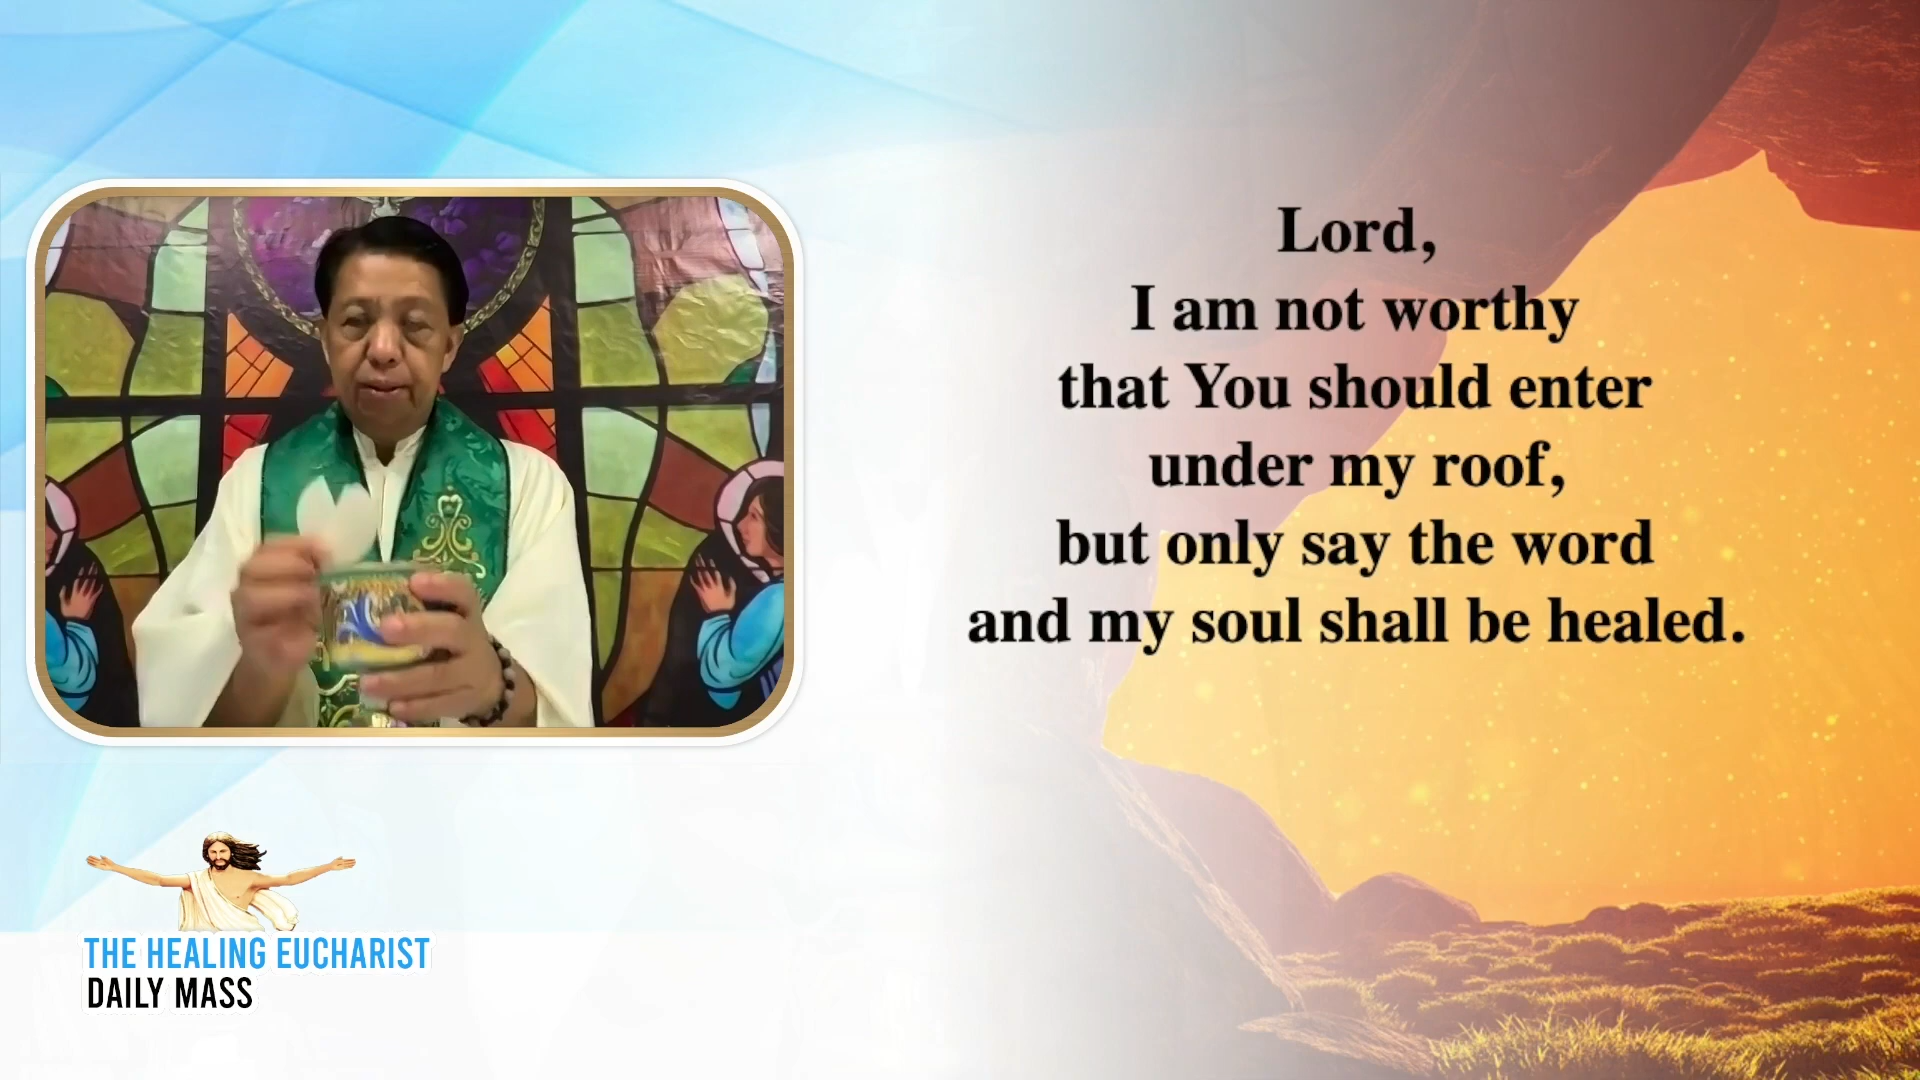 Lord,
I am not worthy
that You should enter
under my roof,
but only say the word
and my soul shall be healed.
THE HEALING EUCHARIST
DAILY MASS